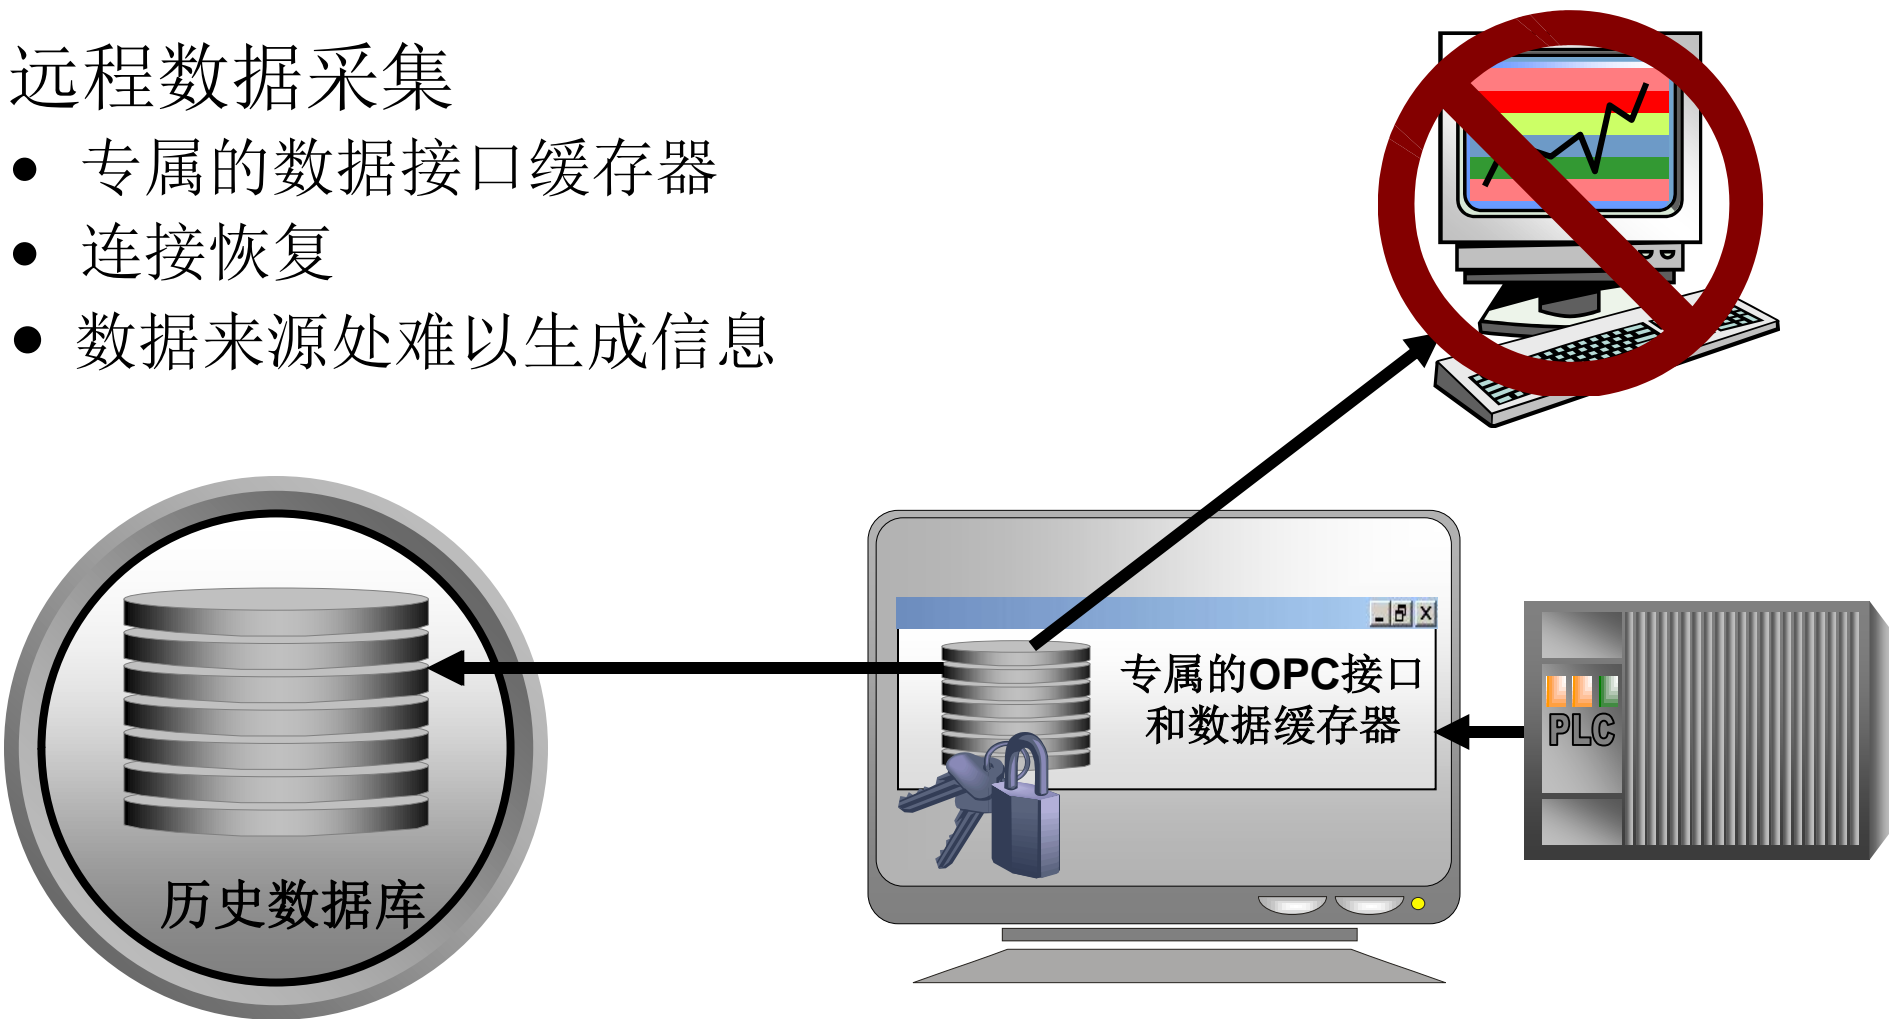 远程数据采集
• 专属的数据接口缓存器
• 连接恢复
• 数据来源处难以生成信息
专属的OPC接口
和数据缓存器
PLC
历史数据库